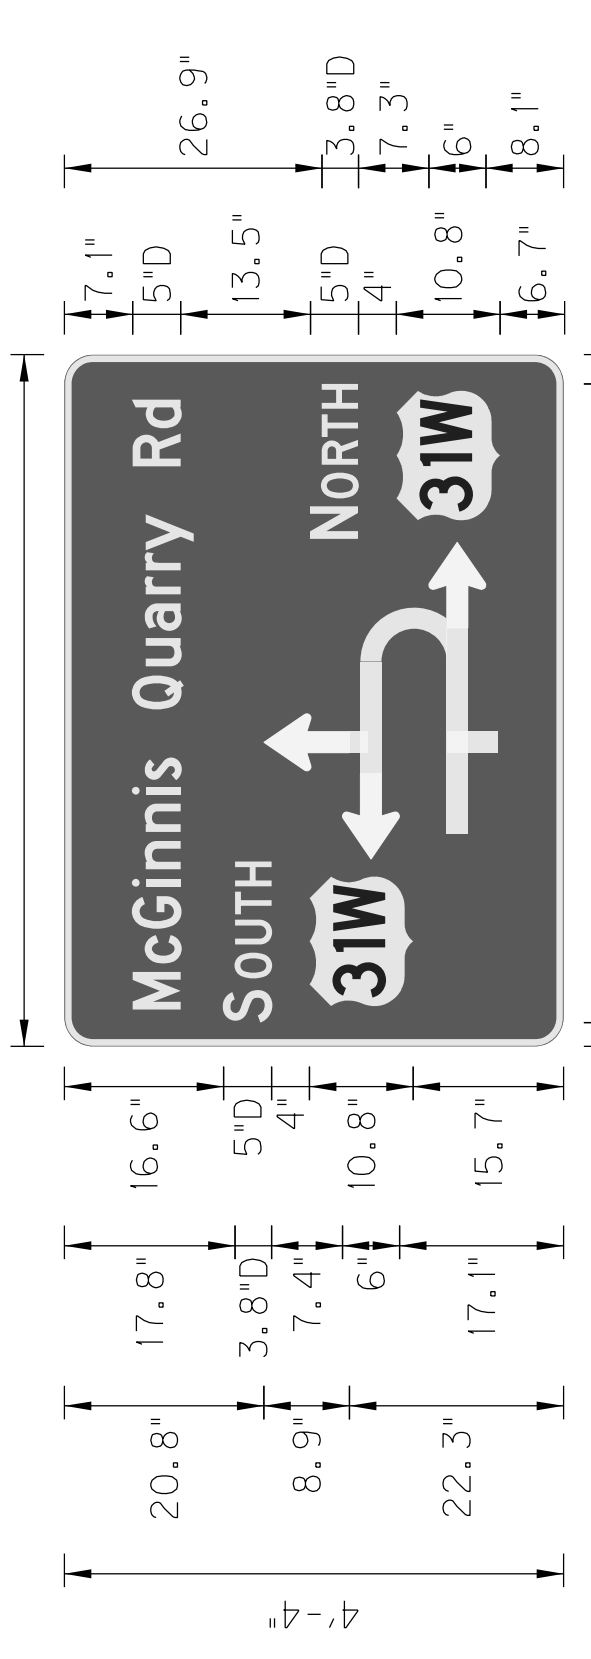 26.9"
3.8"D
7.3"
6"
8.1"
7.1"
5"D
13.5"
5"D
4"
10.8"
6.7"
McGinnis Quarry Rd
SOUTH
NORTH
31W
31W
16.6"
5"D
4"
10.8"
15.7"
17.8"
3.8"D
7.4"
6"
17.1"
20.8"
8.9"
22.3"
4'-4"